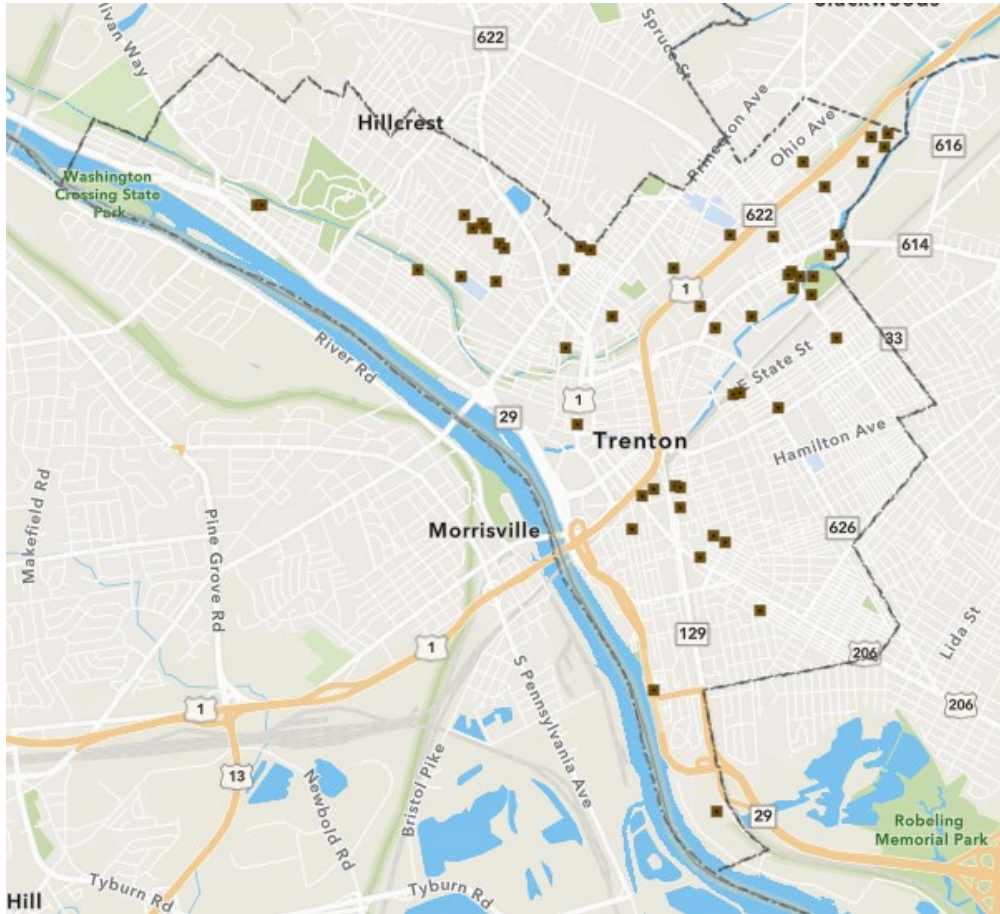 622
Spruce St
Hillcrest
Princeton Ave
Ohio Ave
616
Washington
Crossing State
Park
622
614
1
River Rd
33
E State St
1
29
Trenton
Hamilton Ave
Makefield Rd
Pine Grove Rd
Morrisville
626
1
129
206
Lida St
S Pennsylvania Ave
1
206
13
Bristol Pike
Newbold Rd
29
Robeling
Memorial Park
Tyburn Rd
Tyburn Rd
Hill